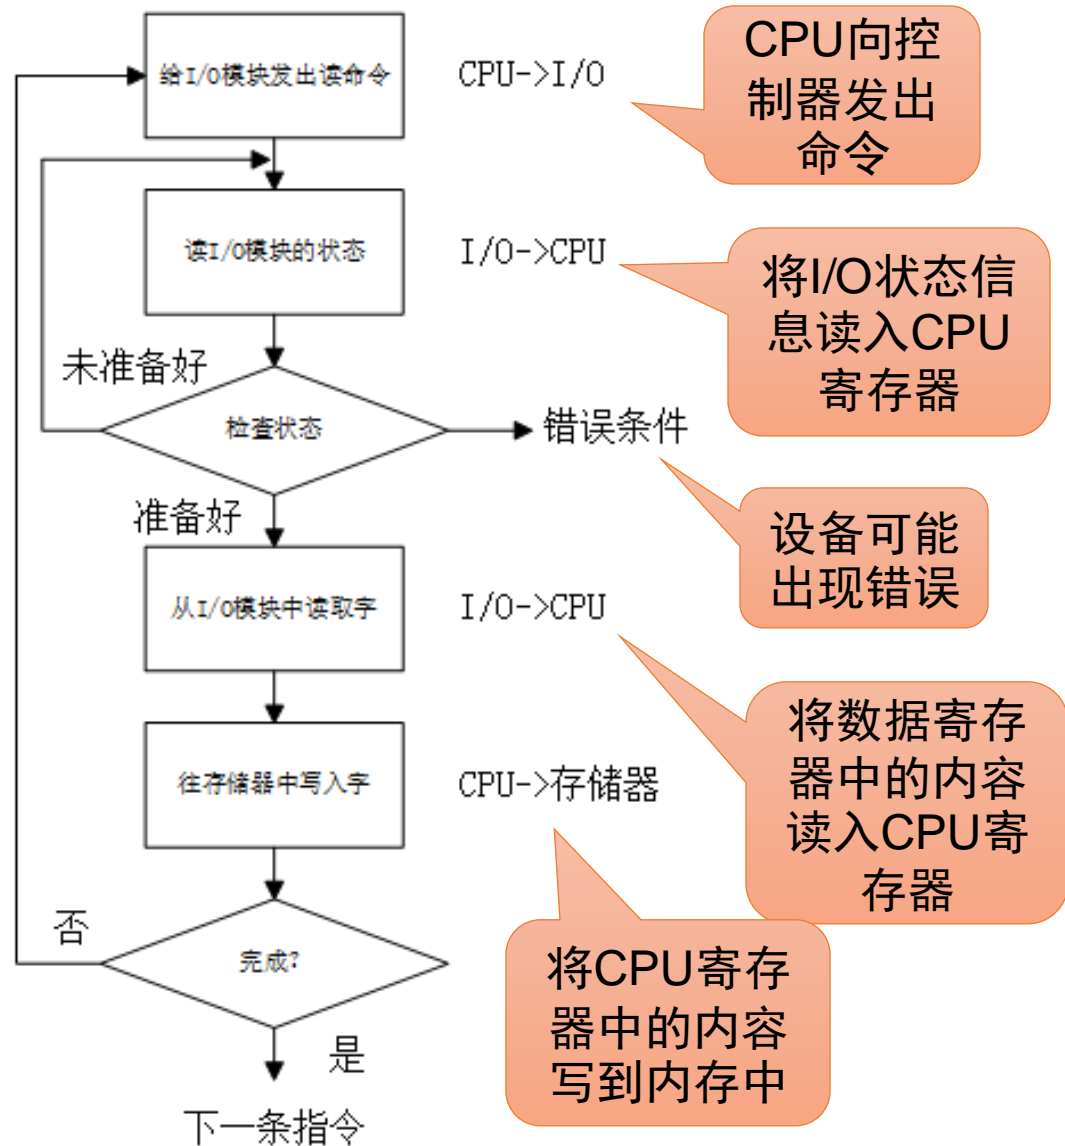 给I/O模块发出读命令
CPU->I/O
CPU向控
制器发出
命令
读I/O模块的状态
I/O->CPU
将I/O状态信
息读入CPU
寄存器
未准备好
检查状态
错误条件
准备好
设备可能
出现错误
从I/O模块中读取字
I/O->CPU
将数据寄存
器中的内容
读入CPU寄
存器
往存储器中写入字
CPU->存储器
否
完成?
将CPU寄存
器中的内容
写到内存中
是
下一条指令